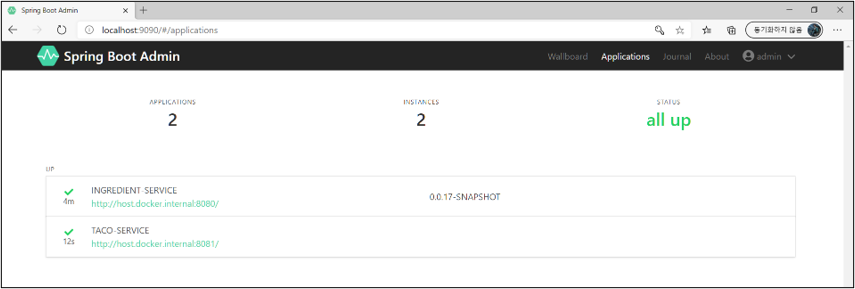 Spring Boot Admin
localhost:9090/#/applications
동기화하지 않음
Spring Boot Admin
Wallboard Applications Journal About admin
APPLICATIONS INSTANCES STATUS
2 2 all up
UP
INGREDIENT-SERVICE
http://host.docker.internal:8080/
0.0.17-SNAPSHOT
4m
TACO-SERVICE
http://host.docker.internal:8081/
12s